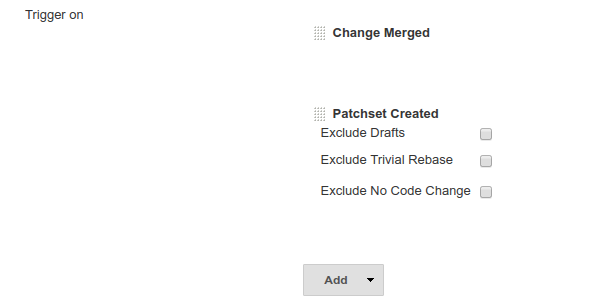 Trigger on
Change Merged
Patchset Created
Exclude Drafts
Exclude Trivial Rebase
Exclude No Code Change
Add